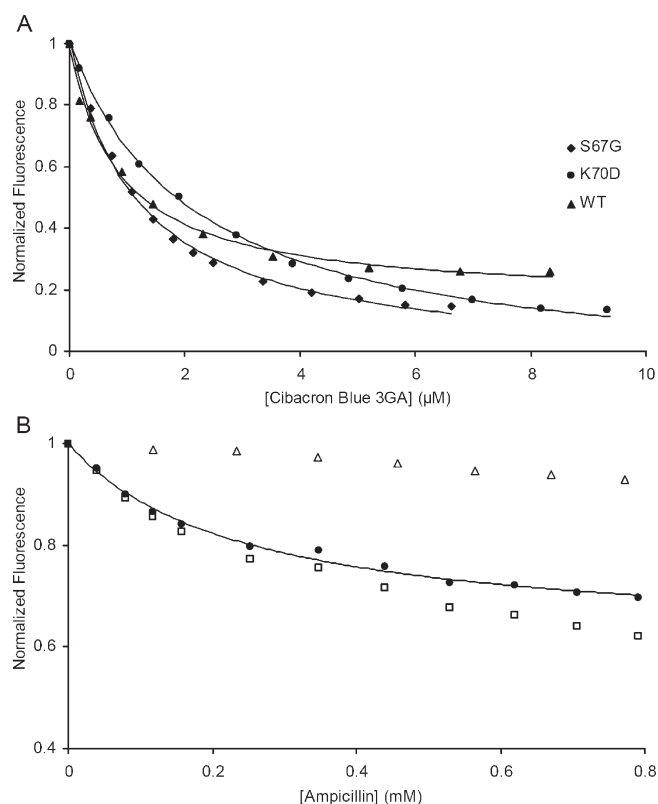 A
1
0.8
0.6
0.4
0.2
0
Normalized Fluorescence
S67G
K70D
WT
0 2 4 6 8 10
[Cibacron Blue 3GA] (µM)
B
1
0.8
0.6
0.4
Normalized Fluorescence
0 0.2 0.4 0.6 0.8
[Ampicillin] (mM)